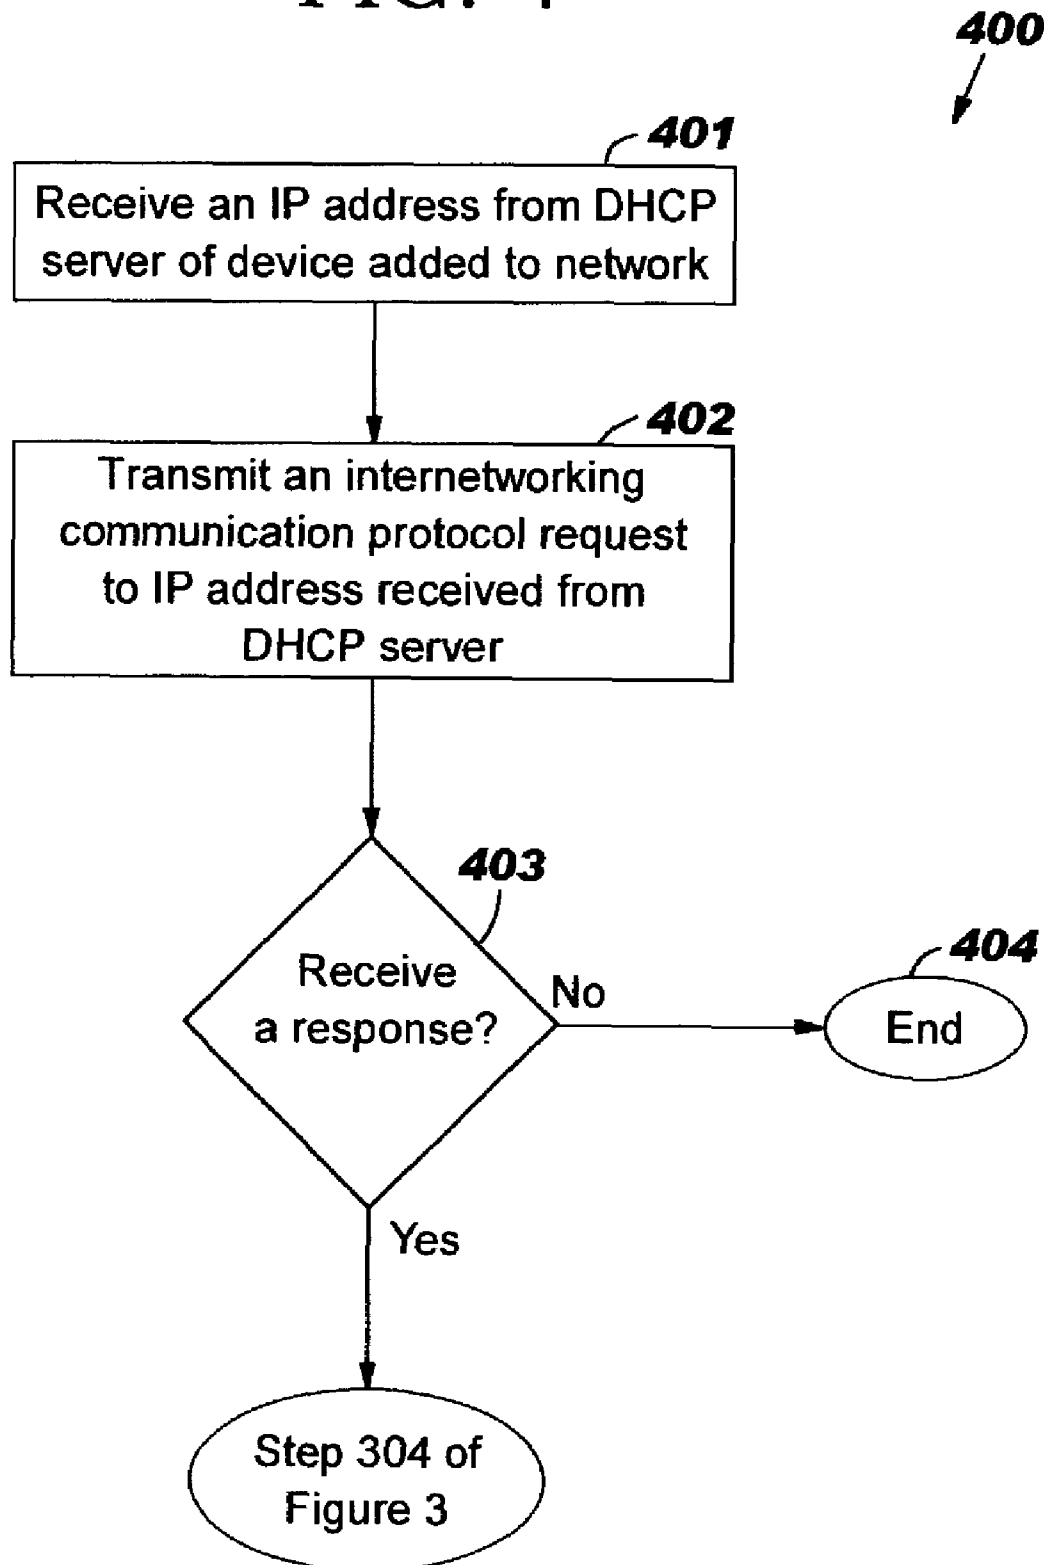 FIG. 4
400
401
Receive an IP address from DHCP
server of device added to network
402
Transmit an internetworking
communication protocol request
to IP address received from
DHCP server
403
Receive
a response?
No
404
End
Yes
Step 304 of
Figure 3